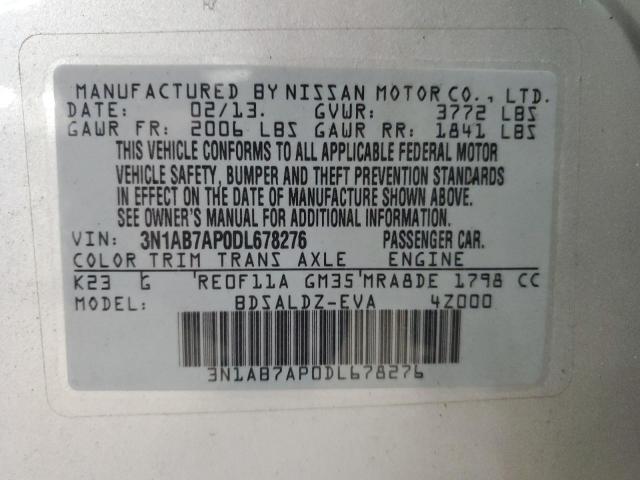 MANUFACTURED BY NISSAN MOTOR CO., LTD.
DATE: 02/13. GVWR: 3772 LBS
GAWR FR: 2006 LBS GAWR RR: 1841 LBS
THIS VEHICLE CONFORMS TO ALL APPLICABLE FEDERAL MOTOR
VEHICLE SAFETY, BUMPER AND THEFT PREVENTION STANDARDS
IN EFFECT ON THE DATE OF MANUFACTURE SHOWN ABOVE.
SEE OWNER'S MANUAL FOR ADDITIONAL INFORMATION.
VIN: 3N1AB7AP0DL678276 PASSENGER CAR.
COLOR TRIM TRANS AXLE ENGINE
K23 G RE0F11A GM35 MRA8DE 1798 CC
MODEL: BDSALDZ-EVA 4Z000
3N1AB7AP0DL678276